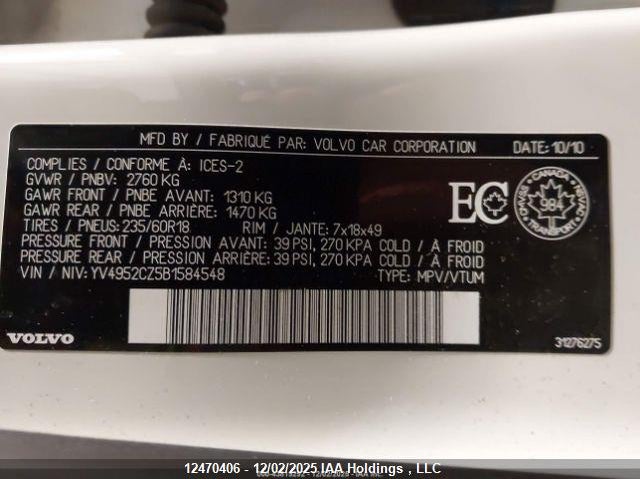 MFD BY / FABRIQUÉ PAR: VOLVO CAR CORPORATION DATE: 10/10
COMPLIES / CONFORME À: ICES-2
GVWR / PNBV: 2760 KG
GAWR FRONT / PNBE AVANT: 1310 KG
GAWR REAR / PNBE ARRIÈRE: 1470 KG
TIRES / PNEUS: 235/60R18 RIM / JANTE: 7x18x49
PRESSURE FRONT / PRESSION AVANT: 39 PSI, 270 KPA COLD / A FROID
PRESSURE REAR / PRESSION ARRIÈRE: 39 PSI, 270 KPA COLD / A FROID
VIN / NIV: YV4952CZ5B1584548 TYPE: MPV/VTUM
EC
CANADA
984
TRANSPORT
VOLVO
31276275
12470406 - 12/02/2025 IAA Holdings , LLC